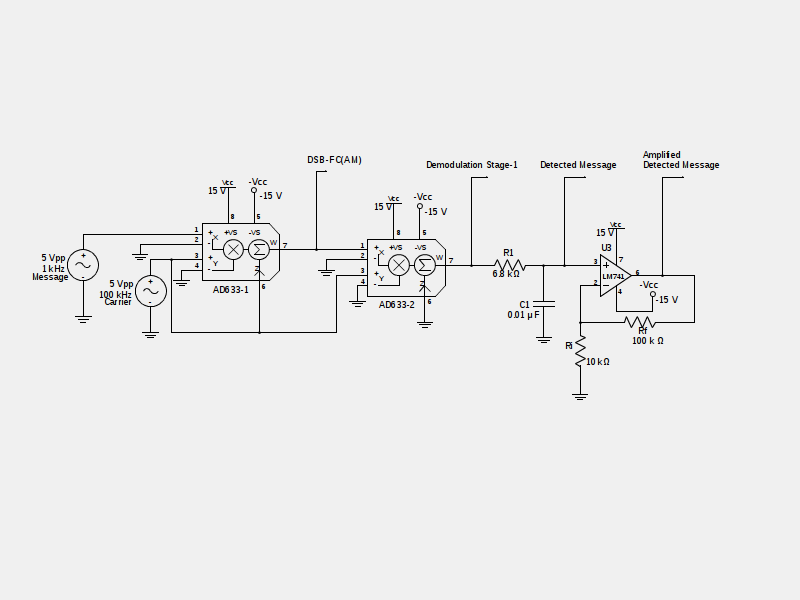 Amplified
Detected Message
DSB-FC(AM)
Demodulation Stage-1
Detected Message
Vcc
15 V
-Vcc
-15 V
8
5
Vcc
15 V
-Vcc
-15 V
8
5
Vcc
15 V
U3
7
1
2
3
4
+
-
+
-
X
Y
+VS
-VS
W
7
Z
6
AD633-1
1
2
3
4
+
-
+
-
X
Y
+VS
-VS
W
7
Z
6
AD633-2
5 Vpp
1 kHz
Message
+
-
5 Vpp
100 kHz
Carrier
+
-
R1
6.8 kΩ
C1
0.01 µF
3
2
+
-
LM741
6
4
-Vcc
-15 V
Rf
100 k Ω
Ri
10 kΩ